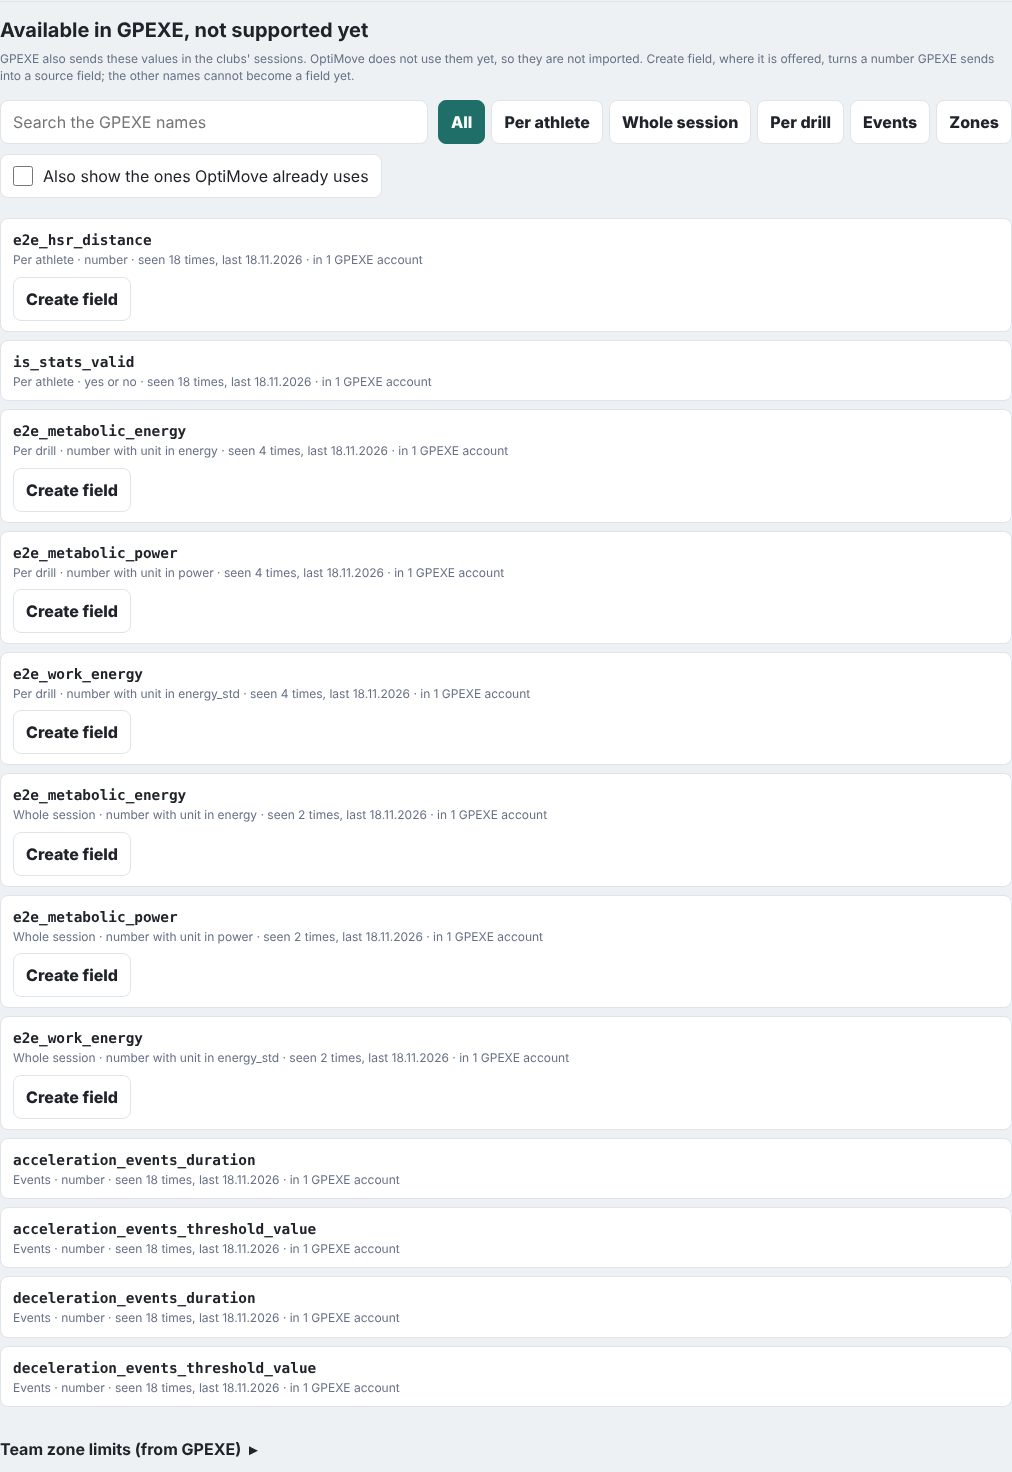 Available in GPEXE, not supported yet
GPEXE also sends these values in the clubs' sessions. OptiMove does not use them yet, so they are not imported. Create field, where it is offered, turns a number GPEXE sends
into a source field; the other names cannot become a field yet.
Search the GPEXE names
All
Per athlete
Whole session
Per drill
Events
Zones
Also show the ones OptiMove already uses
e2e_hsr_distance
Per athlete · number · seen 18 times, last 18.11.2026 · in 1 GPEXE account
Create field
is_stats_valid
Per athlete · yes or no · seen 18 times, last 18.11.2026 · in 1 GPEXE account
e2e_metabolic_energy
Per drill · number with unit in energy · seen 4 times, last 18.11.2026 · in 1 GPEXE account
Create field
e2e_metabolic_power
Per drill · number with unit in power · seen 4 times, last 18.11.2026 · in 1 GPEXE account
Create field
e2e_work_energy
Per drill · number with unit in energy_std · seen 4 times, last 18.11.2026 · in 1 GPEXE account
Create field
e2e_metabolic_energy
Whole session · number with unit in energy · seen 2 times, last 18.11.2026 · in 1 GPEXE account
Create field
e2e_metabolic_power
Whole session · number with unit in power · seen 2 times, last 18.11.2026 · in 1 GPEXE account
Create field
e2e_work_energy
Whole session · number with unit in energy_std · seen 2 times, last 18.11.2026 · in 1 GPEXE account
Create field
acceleration_events_duration
Events · number · seen 18 times, last 18.11.2026 · in 1 GPEXE account
acceleration_events_threshold_value
Events · number · seen 18 times, last 18.11.2026 · in 1 GPEXE account
deceleration_events_duration
Events · number · seen 18 times, last 18.11.2026 · in 1 GPEXE account
deceleration_events_threshold_value
Events · number · seen 18 times, last 18.11.2026 · in 1 GPEXE account
Team zone limits (from GPEXE) ▸